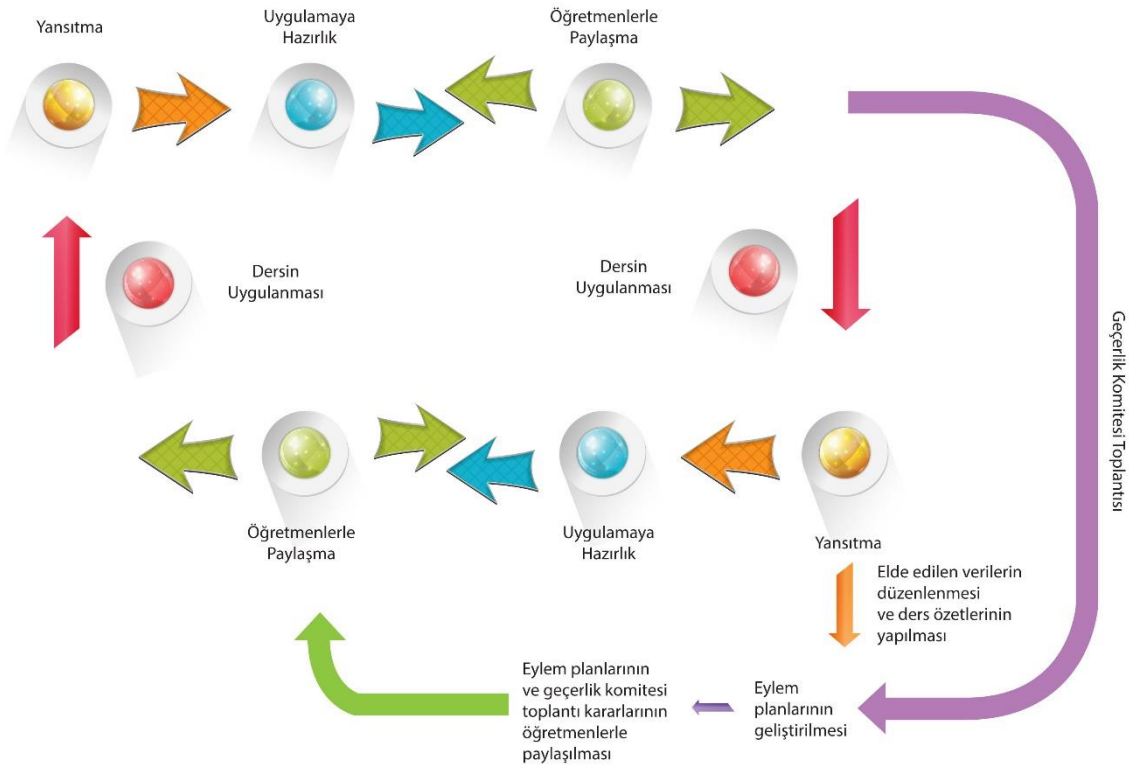 Yansıtma
Uygulamaya
Hazırlık
Öğretmenlerle
Paylaşma
Dersin
Uygulanması
Dersin
Uygulanması
Geçerlik Komitesi Toplantısı
Öğretmenlerle
Paylaşma
Uygulamaya
Hazırlık
Yansıtma
Elde edilen verilerin
düzenlenmesi
ve ders özetlerinin
yapılması
Eylem planlarının
ve geçerlik komitesi
toplantı kararlarının
öğretmenlerle
paylaşılması
Eylem
planlarının
geliştirilmesi